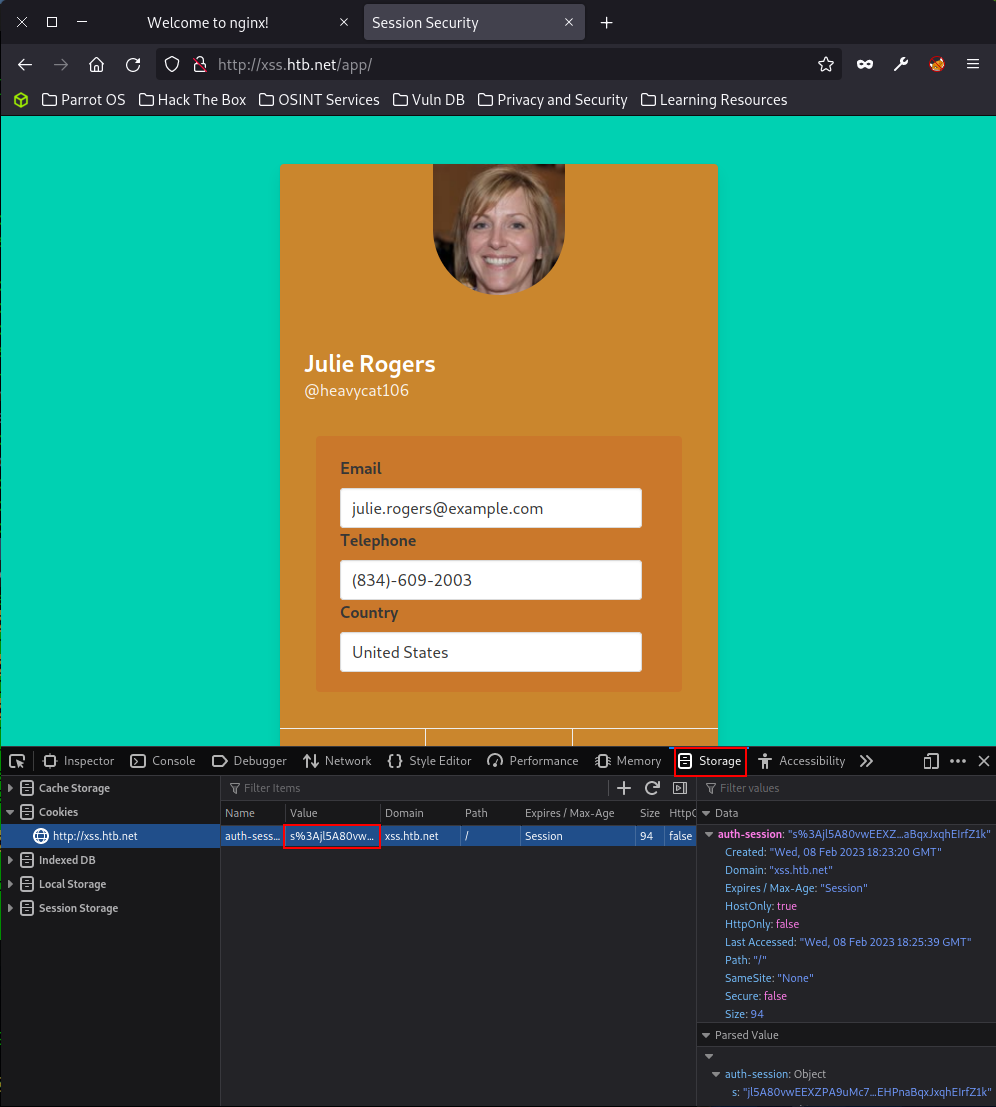 Welcome to nginx!
Session Security
http://xss.htb.net/app/
Parrot OS Hack The Box OSINT Services Vuln DB Privacy and Security Learning Resources
Julie Rogers
@heavycat106
Email
julie.rogers@example.com
Telephone
(834)-609-2003
Country
United States
Inspector Console Debugger Network Style Editor Performance Memory Storage Accessibility
Cache Storage
Cookies
http://xss.htb.net
Indexed DB
Local Storage
Session Storage
Filter Items
Name Value Domain Path Expires / Max-Age Size HttpO
auth-sess... s%3Ajl5A80vw... xss.htb.net / Session 94 false
Filter values
Data
auth-session: "s%3Ajl5A80vwEEXZ...aBqxJxqhEIrfZ1k"
Created: "Wed, 08 Feb 2023 18:23:20 GMT"
Domain: "xss.htb.net"
Expires / Max-Age: "Session"
HostOnly: true
HttpOnly: false
Last Accessed: "Wed, 08 Feb 2023 18:25:39 GMT"
Path: "/"
SameSite: "None"
Secure: false
Size: 94
Parsed Value
auth-session: Object
s: "jl5A80vwEEXZPA9uMc7...EHPnaBqxJxqhEIrfZ1k"